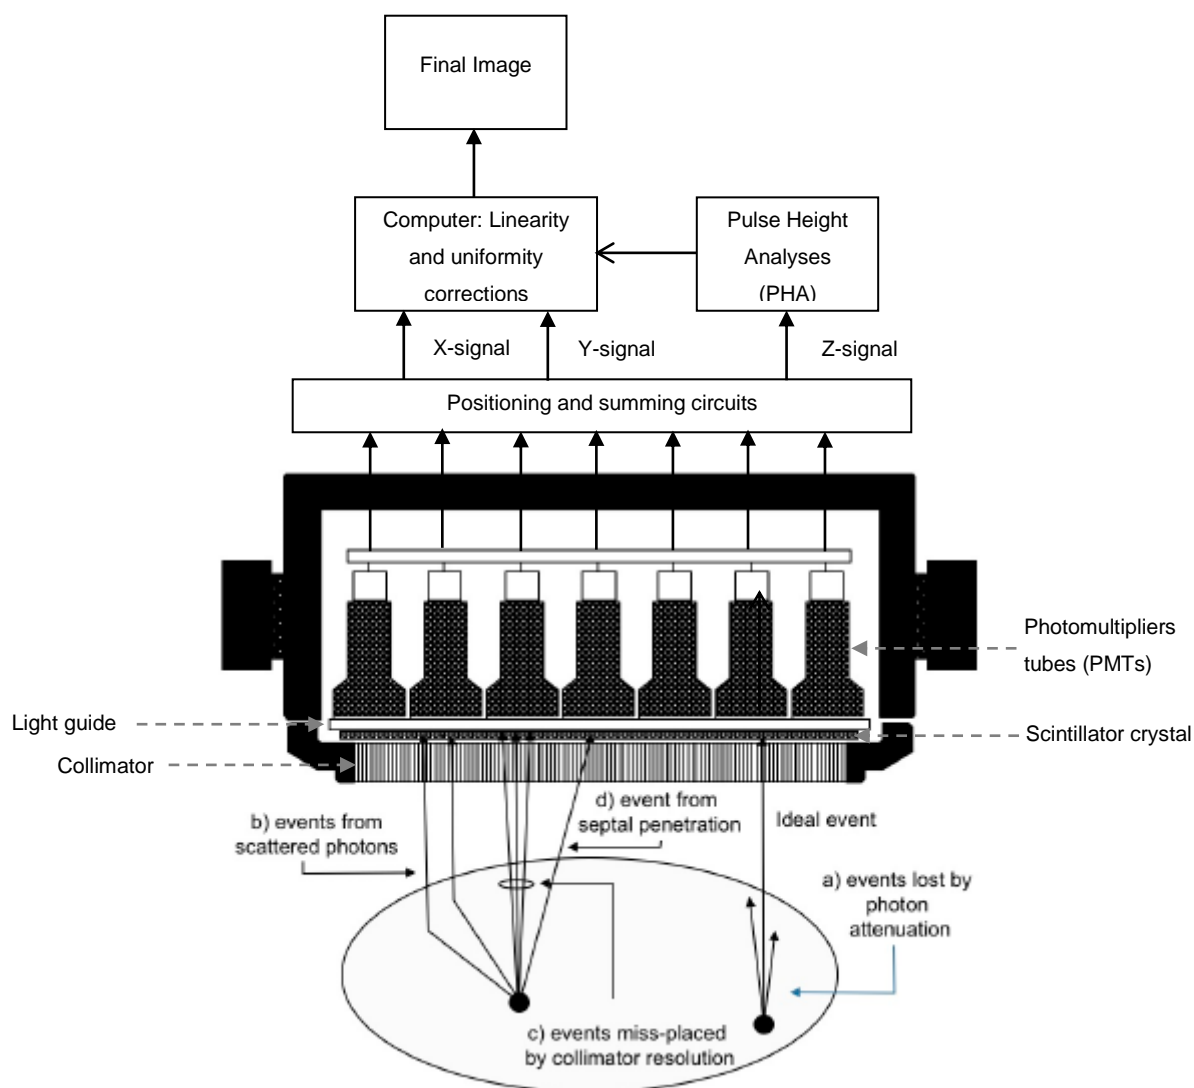 Final Image
Computer: Linearity
and uniformity
corrections
Pulse Height
Analyses
(PHA)
X-signal
Y-signal
Z-signal
Positioning and summing circuits
Photomultipliers
tubes (PMTs)
Light guide
Scintillator crystal
Collimator
b) events from
scattered photons
d) event from
septal penetration
Ideal event
a) events lost by
photon
attenuation
c) events miss-placed
by collimator resolution